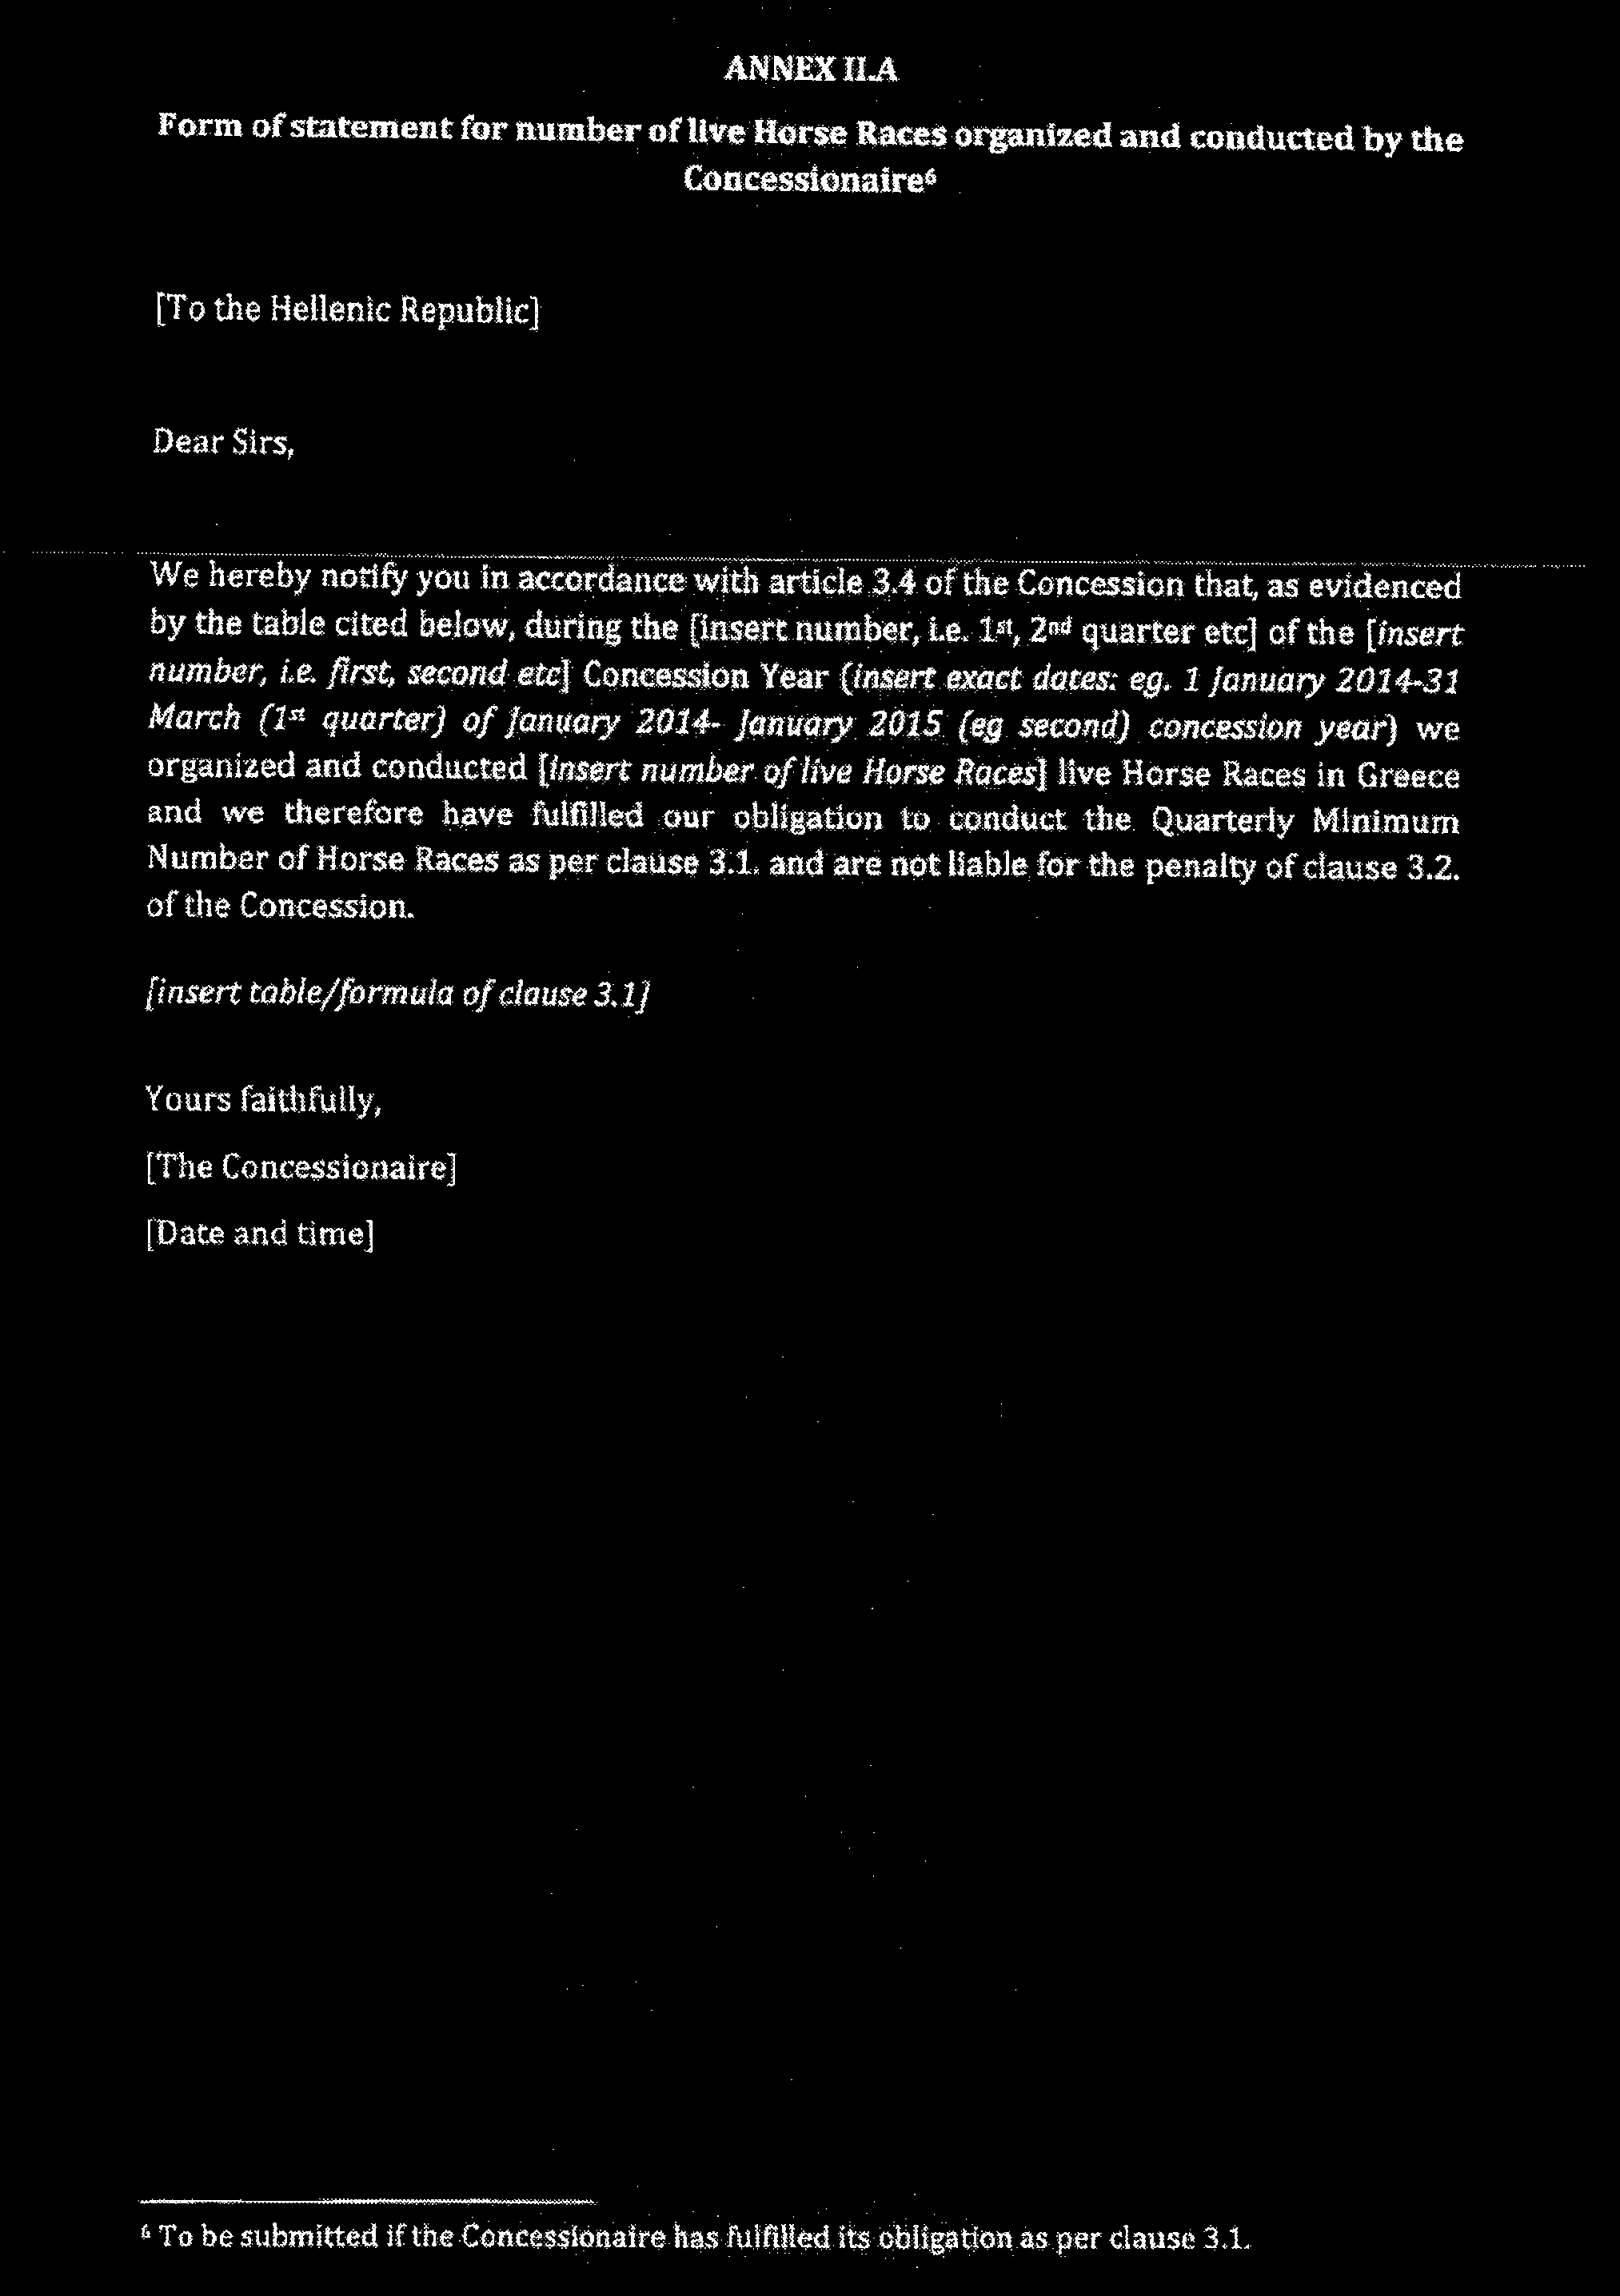 ANNEX II.A
Form of statement for number of live Horse Races organized and conducted by the
Concessionaire⁶
[To the Hellenic Republic]
Dear Sirs,
We hereby notify you in accordance with article 3.4 of the Concession that, as evidenced
by the table cited below, during the [insert number, i.e. 1st, 2nd quarter etc] of the [insert
number, i.e. first, second etc] Concession Year (insert exact dates: eg. 1 January 2014-31
March (1st quarter) of January 2014- January 2015 (eg second) concession year) we
organized and conducted [insert number of live Horse Races] live Horse Races in Greece
and we therefore have fulfilled our obligation to conduct the Quarterly Minimum
Number of Horse Races as per clause 3.1. and are not liable for the penalty of clause 3.2.
of the Concession.
[insert table/formula of clause 3.1]
Yours faithfully,
[The Concessionaire]
[Date and time]
⁶ To be submitted if the Concessionaire has fulfilled its obligation as per clause 3.1.